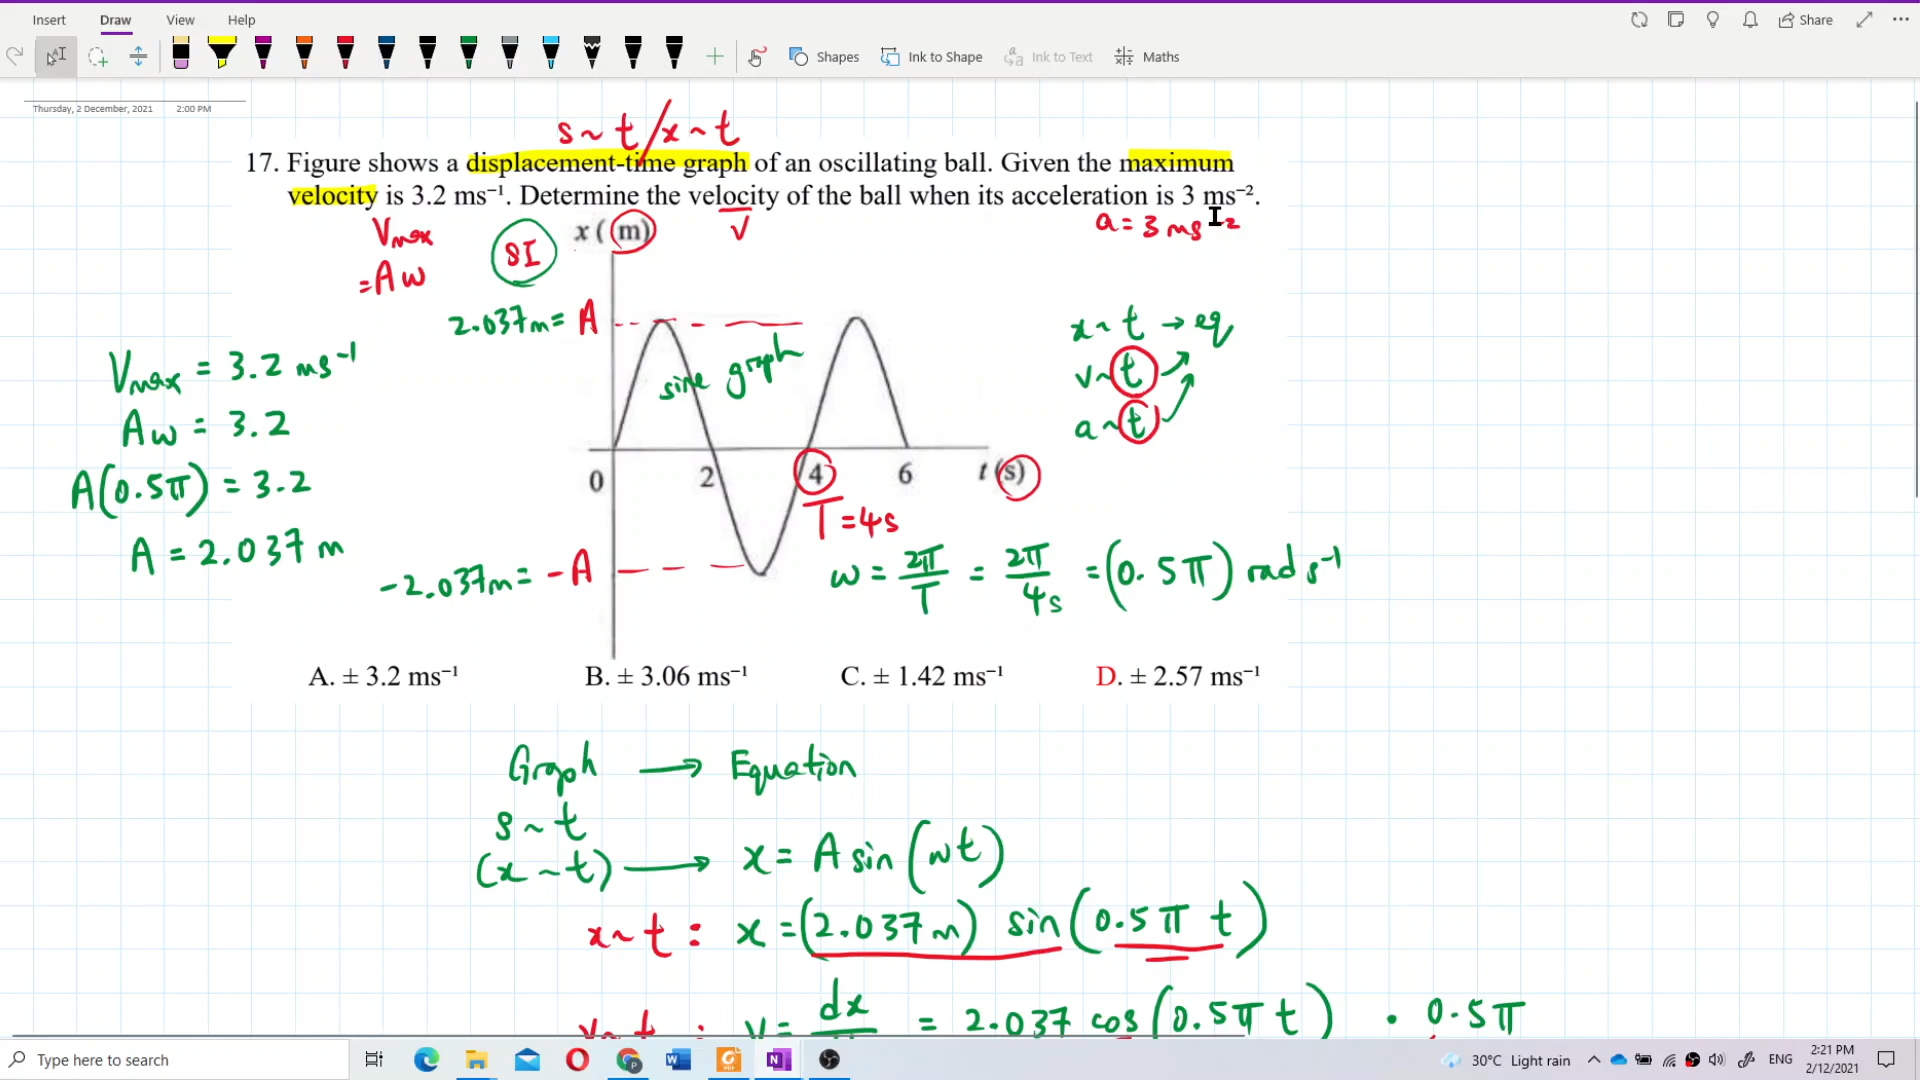 Insert Draw View Help
Share
Shapes Ink to Shape Ink to Text Maths
Thursday, 2 December, 2021 2:00 PM
s ~ t / x ~ t
17. Figure shows a displacement-time graph of an oscillating ball. Given the maximum
velocity is 3.2 ms⁻¹. Determine the velocity of the ball when its acceleration is 3 ms⁻².
Vmax
= Aω
SI
x (m)
v
a = 3 ms⁻²
2.037m = A
sine graph
x ~ t → eq
v ~ t
a ~ t
Vmax = 3.2 ms⁻¹
Aω = 3.2
A(0.5π) = 3.2
A = 2.037 m
0 2 4 6 t (s)
T = 4s
-2.037m = -A
ω = 2π/T = 2π/4s = (0.5π) rad s⁻¹
A. ± 3.2 ms⁻¹ B. ± 3.06 ms⁻¹ C. ± 1.42 ms⁻¹ D. ± 2.57 ms⁻¹
Graph → Equation
s ~ t
(x ~ t) → x = A sin(ωt)
x ~ t : x = (2.037m) sin(0.5π t)
v ~ t : v = dx = 2.037 cos(0.5π t) · 0.5π
Type here to search
30°C Light rain ENG 2:21 PM
2/12/2021